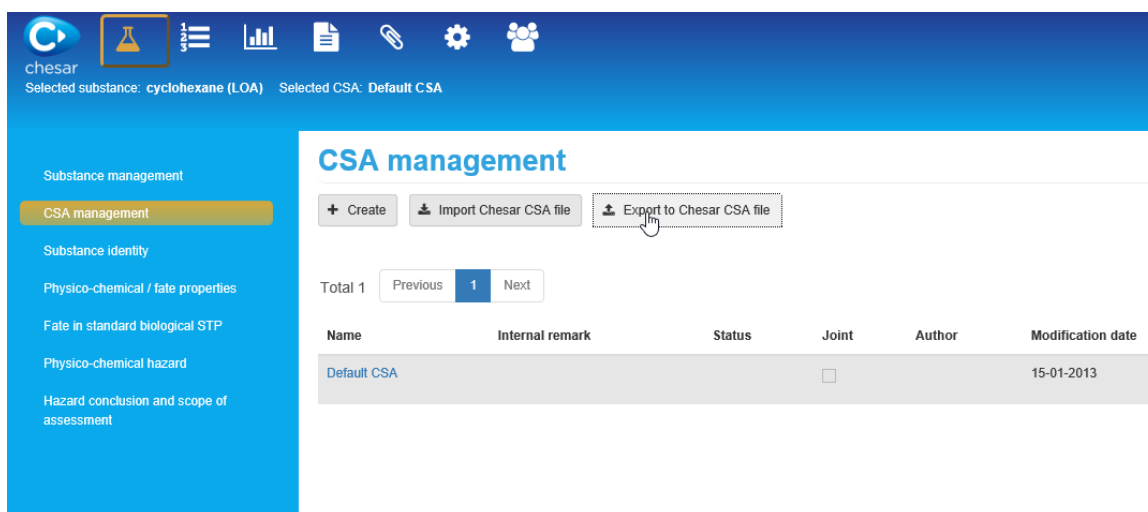 1
2
3
chesar
Selected substance: cyclohexane (LOA) Selected CSA: Default CSA
Substance management
CSA management
Substance identity
Physico-chemical / fate properties
Fate in standard biological STP
Physico-chemical hazard
Hazard conclusion and scope of
assessment
CSA management
+ Create Import Chesar CSA file Export to Chesar CSA file
Total 1 Previous 1 Next
Name Internal remark Status Joint Author Modification date
Default CSA 15-01-2013